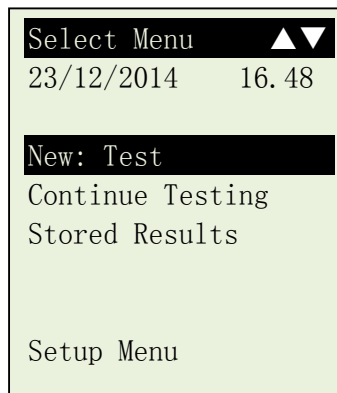 Select Menu ▲▼
23/12/2014 16.48
New: Test
Continue Testing
Stored Results
Setup Menu